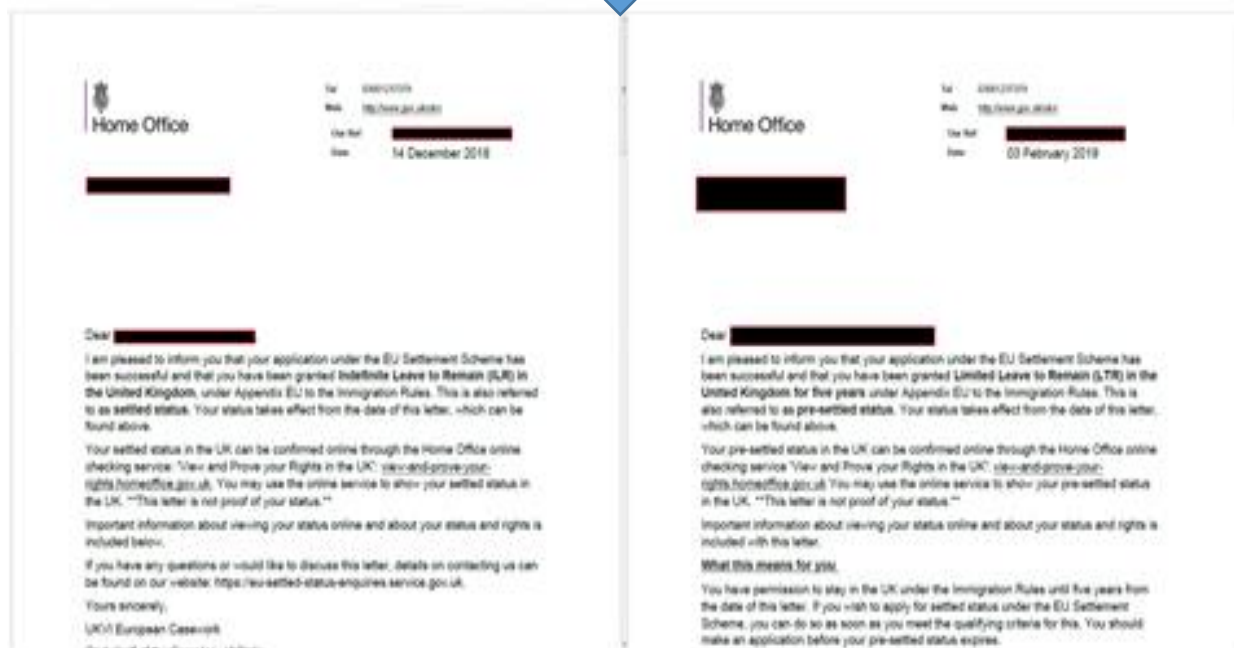 Home Office
Tel
Web
Our Ref
Date 14 December 2018
Dear
I am pleased to inform you that your application under the EU Settlement Scheme has
been successful and that you have been granted Indefinite Leave to Remain (ILR) in
the United Kingdom, under Appendix EU to the Immigration Rules. This is also referred
to as settled status. Your status takes effect from the date of this letter, which can be
found above.
Your settled status in the UK can be confirmed online through the Home Office online
checking service: 'View and Prove your Rights in the UK': view-and-prove-your-
rights.homeoffice.gov.uk. You may use the online service to show your settled status in
the UK. **This letter is not proof of your status.**
Important information about viewing your status online and about your status and rights is
included below.
If you have any questions or would like to discuss this letter, details on contacting us can
be found on our website: https://eu-settled-status-enquiries.service.gov.uk.
Yours sincerely,
UKVI European Casework
Home Office
Tel
Web
Our Ref
Date 03 February 2019
Dear
I am pleased to inform you that your application under the EU Settlement Scheme has
been successful and that you have been granted Limited Leave to Remain (LTR) in the
United Kingdom for five years under Appendix EU to the Immigration Rules. This is
also referred to as pre-settled status. Your status takes effect from the date of this letter,
which can be found above.
Your pre-settled status in the UK can be confirmed online through the Home Office online
checking service 'View and Prove your Rights in the UK': view-and-prove-your-
rights.homeoffice.gov.uk You may use the online service to show your pre-settled status
in the UK. **This letter is not proof of your status.**
Important information about viewing your status online and about your status and rights is
included with this letter.
What this means for you
You have permission to stay in the UK under the Immigration Rules until five years from
the date of this letter. If you wish to apply for settled status under the EU Settlement
Scheme, you can do so as soon as you meet the qualifying criteria for this. You should
make an application before your pre-settled status expires.